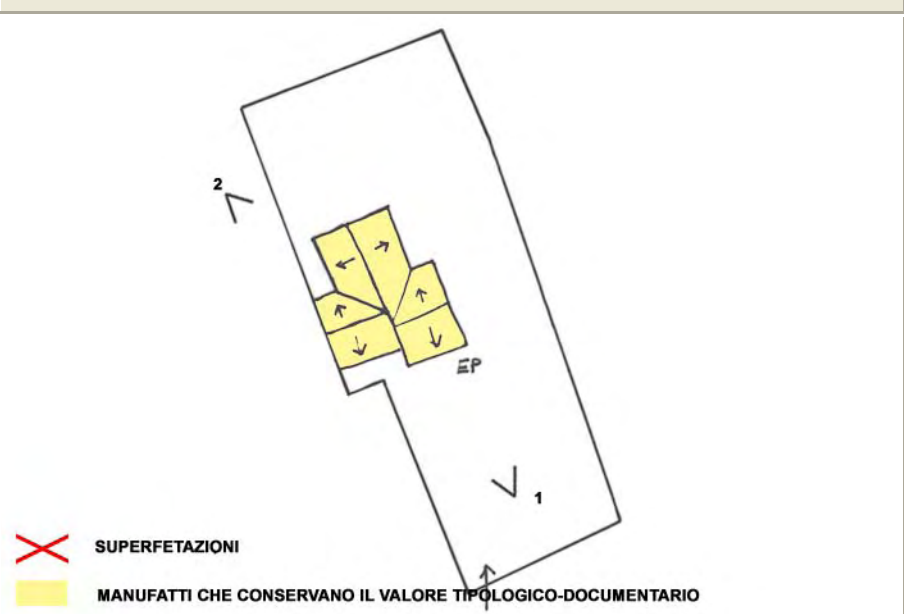 2
EP
1
SUPERFETAZIONI
MANUFATTI CHE CONSERVANO IL VALORE TIPOLOGICO-DOCUMENTARIO